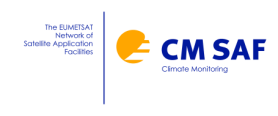 The EUMETSAT
Network of
Satellite Application
Facilities
CM SAF
Climate Monitoring